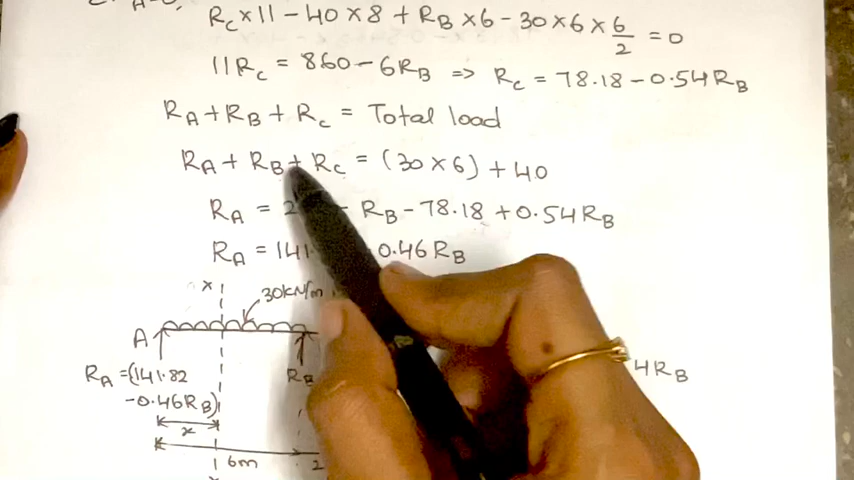 R_C×11 – 40×8 + R_B×6 – 30×6×6/2 = 0
11R_C = 860 – 6R_B => R_C = 78.18 – 0.54R_B
R_A+R_B+R_C = Total load
R_A + R_B + R_C = (30×6) + 40
R_A = 2 – R_B – 78.18 + 0.54R_B
R_A = 141 0.46R_B
x
30kN/m
A
R_A =(141.82
–0.46R_B)
R_B
4R_B
x
6m 2